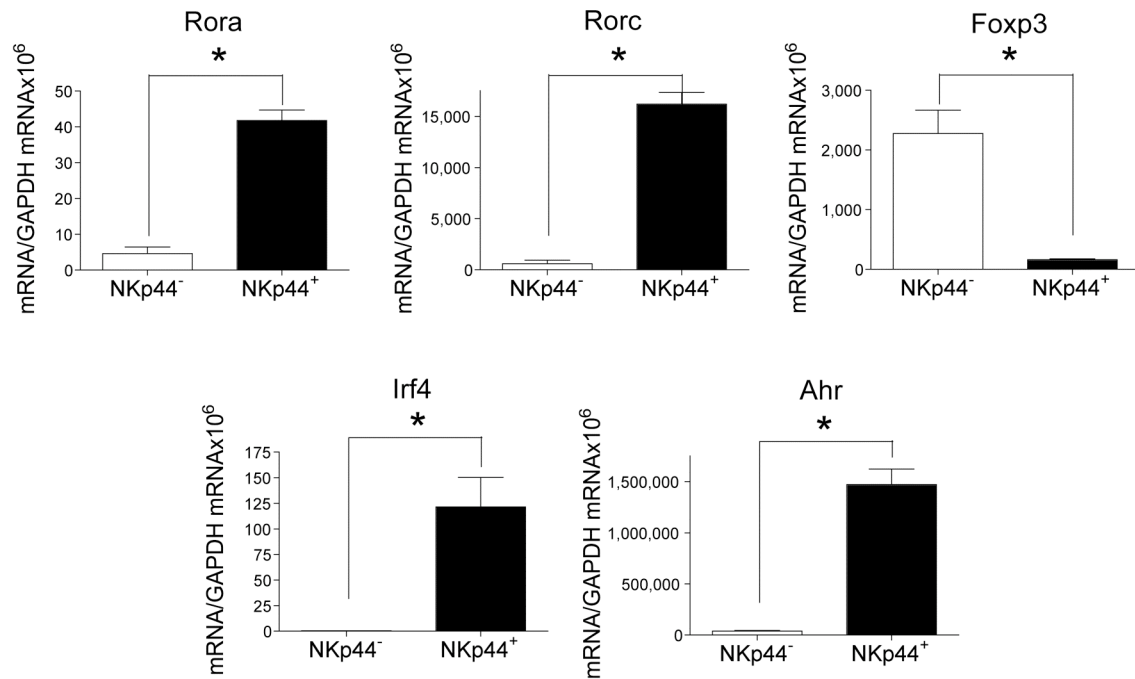 Rora
*
mRNA/GAPDH mRNAx10⁶
50
40
30
20
10
0
NKp44⁻ NKp44⁺
Rorc
*
mRNA/GAPDH mRNAx10⁶
15,000
10,000
5,000
0
NKp44⁻ NKp44⁺
Foxp3
*
mRNA/GAPDH mRNAx10⁶
3,000
2,000
1,000
0
NKp44⁻ NKp44⁺
Irf4
*
mRNA/GAPDH mRNAx10⁶
175
150
125
100
75
50
25
0
NKp44⁻ NKp44⁺
Ahr
*
mRNA/GAPDH mRNAx10⁶
1,500,000
1,000,000
500,000
0
NKp44⁻ NKp44⁺